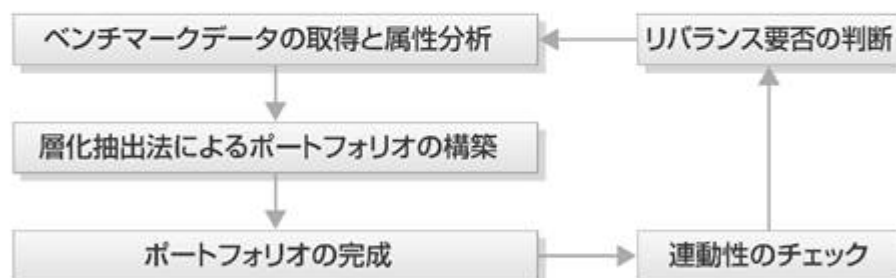 ベンチマークデータの取得と属性分析
リバランス要否の判断
層化抽出法によるポートフォリオの構築
ポートフォリオの完成
連動性のチェック